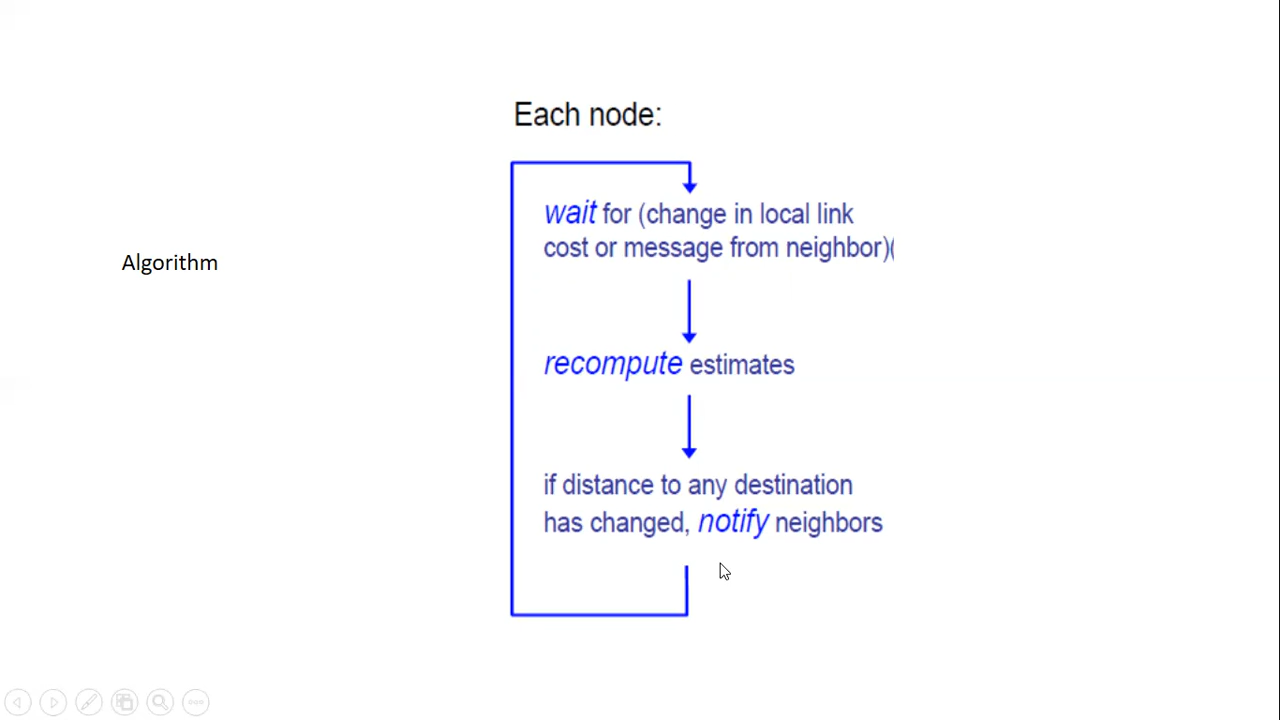 Each node:
wait for (change in local link
cost or message from neighbor)(
Algorithm
recompute estimates
if distance to any destination
has changed, notify neighbors